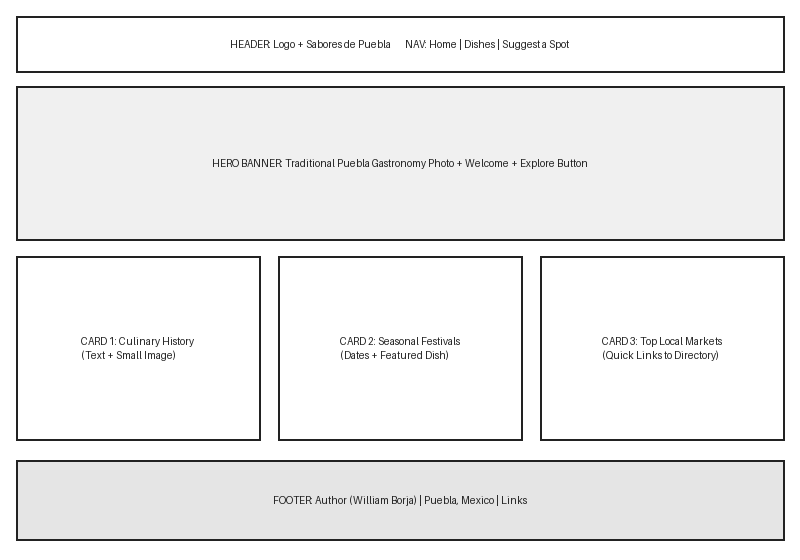 HEADER: Logo + Sabores de Puebla NAV: Home | Dishes | Suggest a Spot
HERO BANNER: Traditional Puebla Gastronomy Photo + Welcome + Explore Button
CARD 1: Culinary History
(Text + Small Image)
CARD 2: Seasonal Festivals
(Dates + Featured Dish)
CARD 3: Top Local Markets
(Quick Links to Directory)
FOOTER: Author (William Borja) | Puebla, Mexico | Links